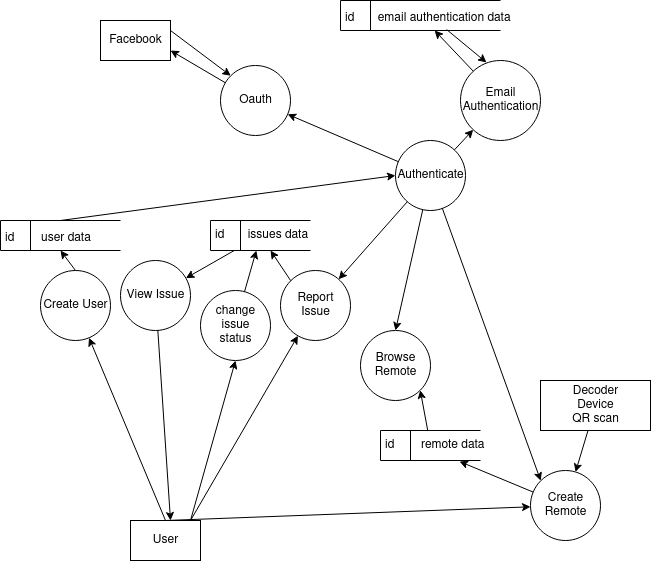 id
email authentication data
Facebook
Oauth
Email
Authentication
Authenticate
id
user data
id
issues data
Create User
View Issue
change
issue
status
Report
Issue
Browse
Remote
Decoder
Device
QR scan
id
remote data
Create
Remote
User